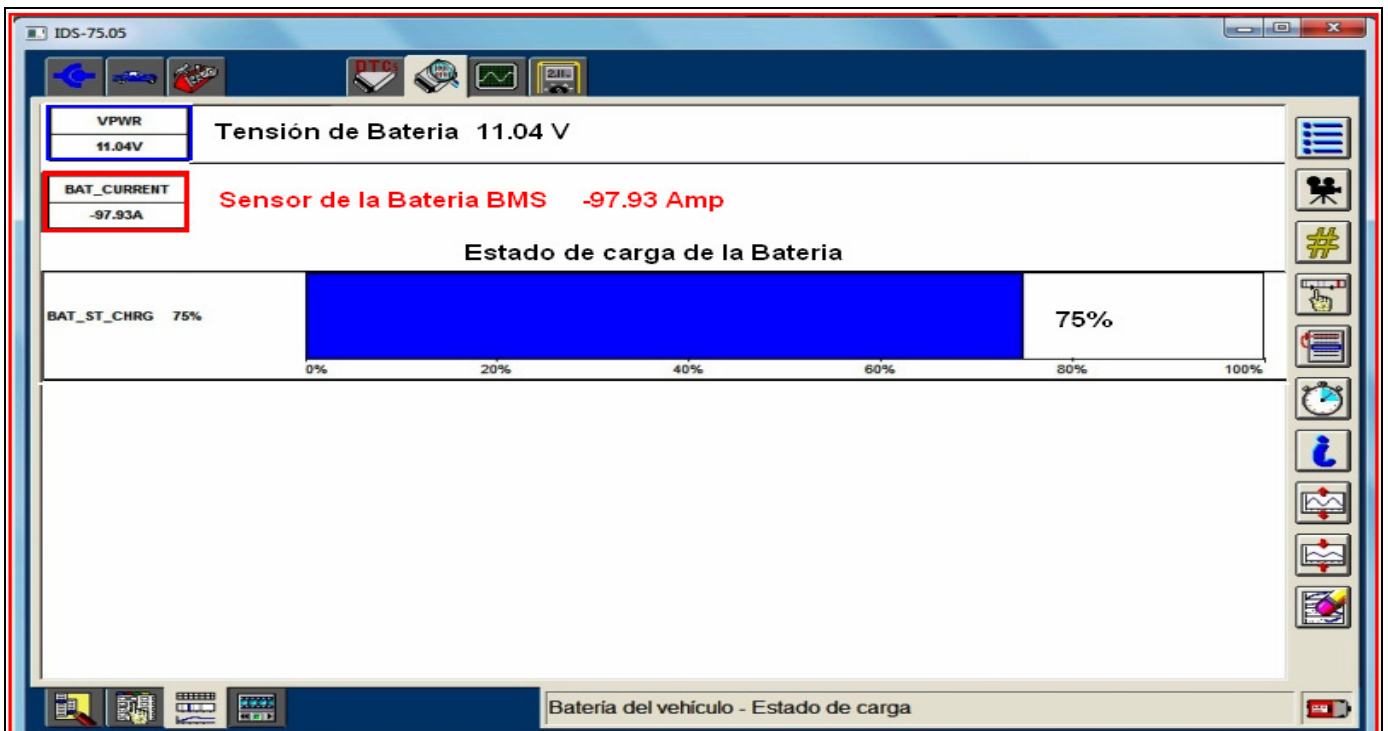 IDS-75.05
DTCs
VPWR
11.04V
Tensión de Bateria 11.04 V
BAT_CURRENT
-97.93A
Sensor de la Bateria BMS -97.93 Amp
Estado de carga de la Bateria
BAT_ST_CHRG 75%
75%
0% 20% 40% 60% 80% 100%
Batería del vehículo - Estado de carga